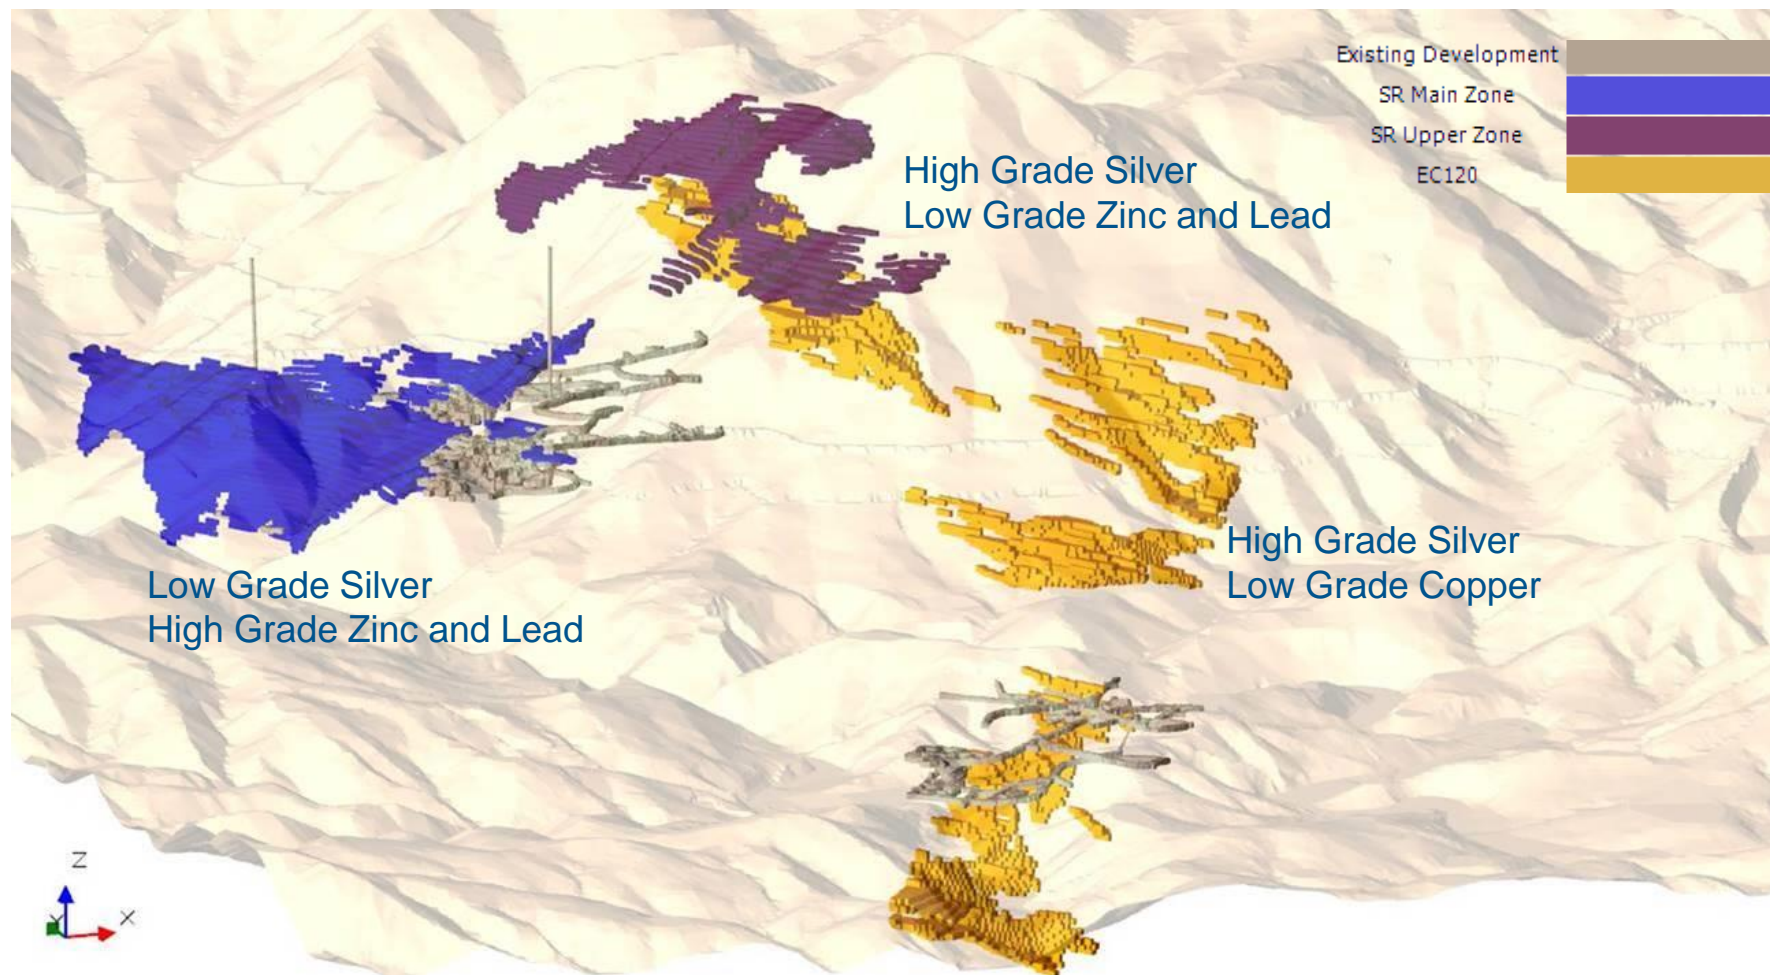 Existing Development
SR Main Zone
SR Upper Zone
EC120
High Grade Silver
Low Grade Zinc and Lead
High Grade Silver
Low Grade Copper
Low Grade Silver
High Grade Zinc and Lead
Z
Y
X